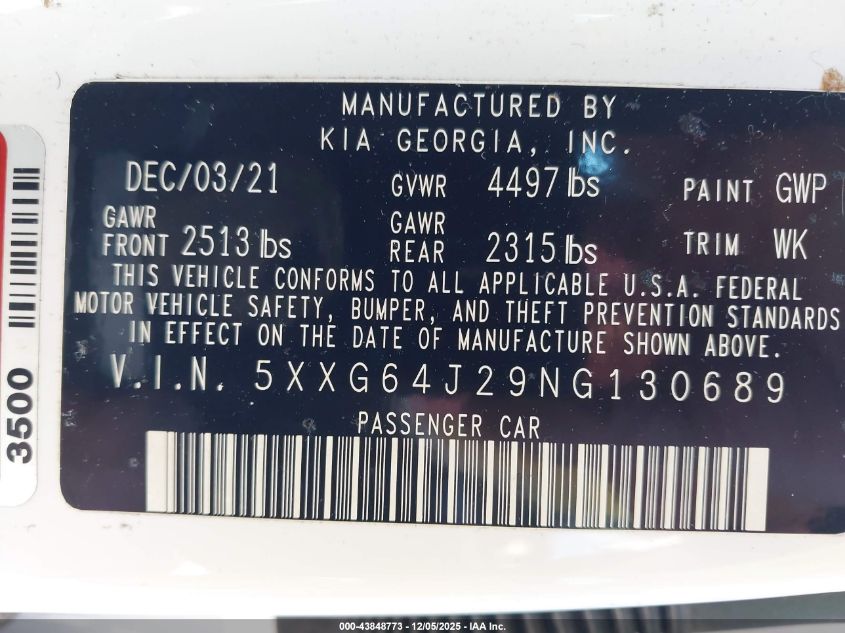 MANUFACTURED BY
KIA GEORGIA, INC.
DEC/03/21 GVWR 4497 lbs PAINT GWP
GAWR FRONT 2513 lbs GAWR REAR 2315 lbs TRIM WK
THIS VEHICLE CONFORMS TO ALL APPLICABLE U.S.A. FEDERAL
MOTOR VEHICLE SAFETY, BUMPER, AND THEFT PREVENTION STANDARDS
IN EFFECT ON THE DATE OF MANUFACTURE SHOWN ABOVE.
V.I.N. 5XXG64J29NG130689
PASSENGER CAR
3500
000-43848773 - 12/05/2025 - IAA Inc.